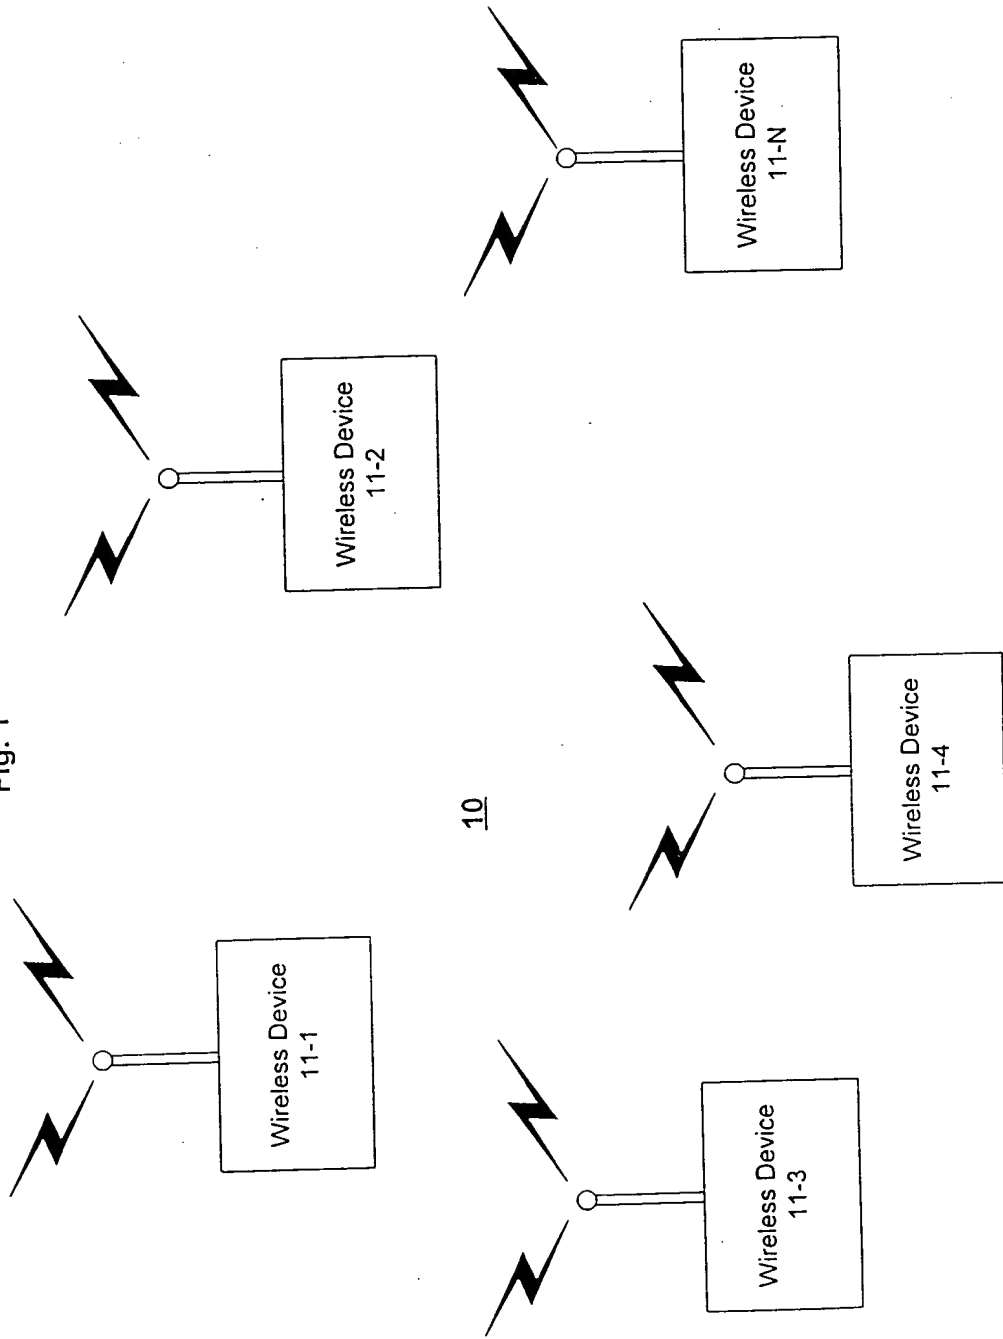 Fig. 1
Wireless Device
11-1
Wireless Device
11-2
10
Wireless Device
11-3
Wireless Device
11-4
Wireless Device
11-N